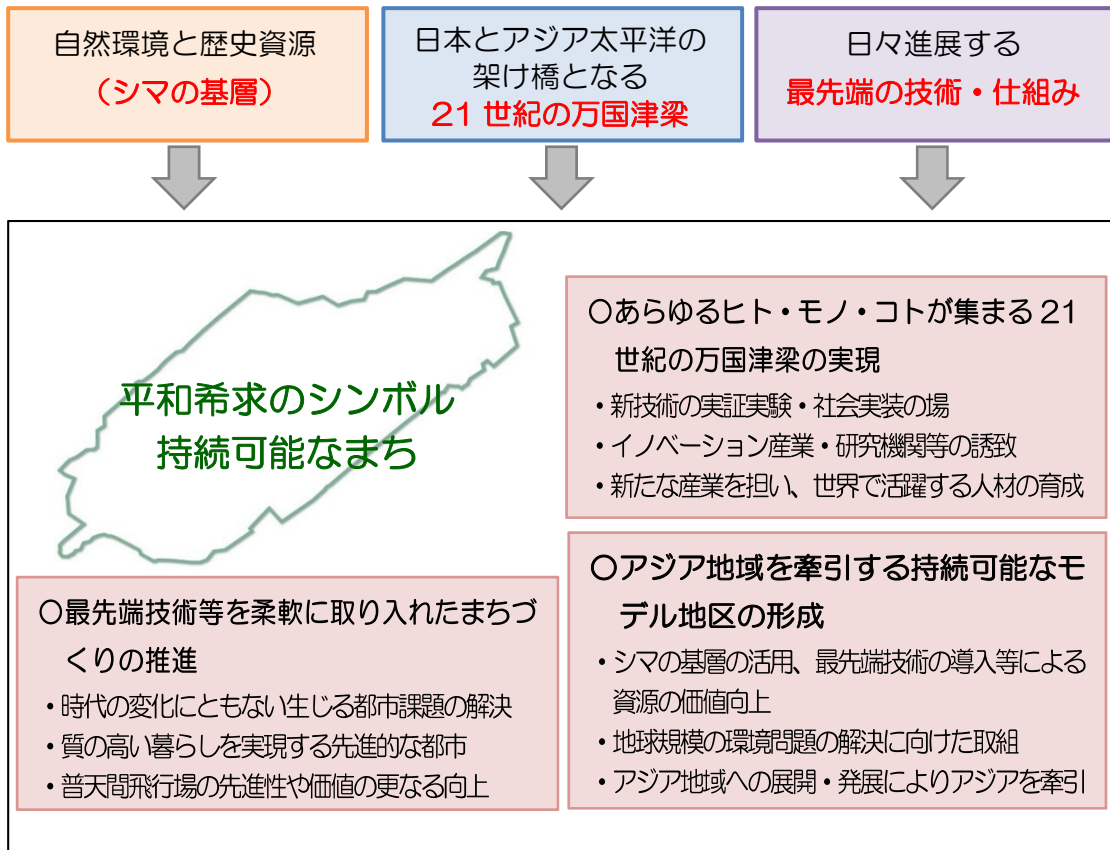 自然環境と歴史資源
（シマの基層）
日本とアジア太平洋の
架け橋となる
21 世紀の万国津梁
日々進展する
最先端の技術・仕組み
平和希求のシンボル
持続可能なまち
〇あらゆるヒト・モノ・コトが集まる 21
世紀の万国津梁の実現
・新技術の実証実験・社会実装の場
・イノベーション産業・研究機関等の誘致
・新たな産業を担い、世界で活躍する人材の育成
〇最先端技術等を柔軟に取り入れたまちづ
くりの推進
・時代の変化にともない生じる都市課題の解決
・質の高い暮らしを実現する先進的な都市
・普天間飛行場の先進性や価値の更なる向上
〇アジア地域を牽引する持続可能なモ
デル地区の形成
・シマの基層の活用、最先端技術の導入等による
資源の価値向上
・地球規模の環境問題の解決に向けた取組
・アジア地域への展開・発展によりアジアを牽引